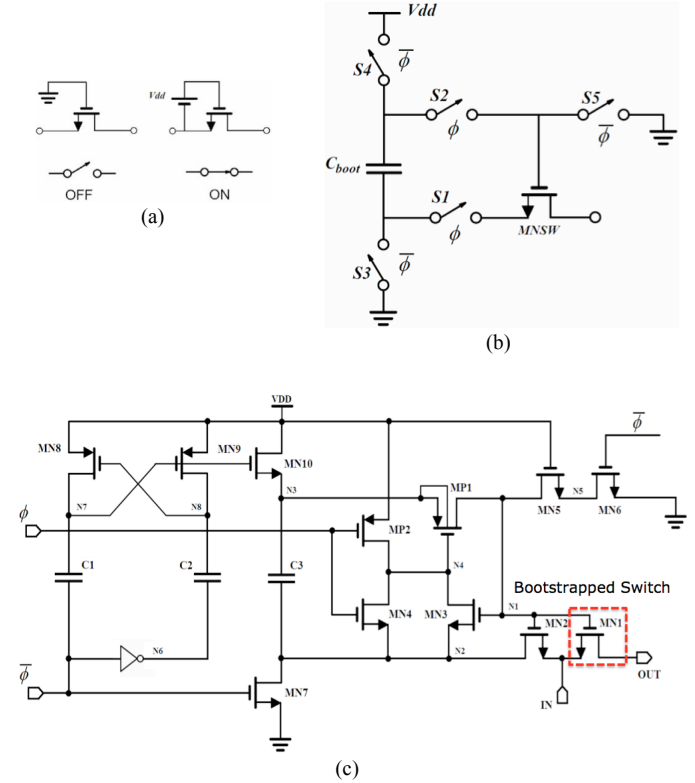 Vdd
OFF
ON
(a)
Vdd
S4
ϕ̅
S2
ϕ
S5
ϕ̅
Cboot
S1
ϕ
MNSW
S3
ϕ̅
(b)
VDD
MN8
MN9
MN10
N7
N8
N3
MP1
MN5
N5
MN6
ϕ̅
ϕ
MP2
C1
C2
C3
N4
MN4
MN3
N1
Bootstrapped Switch
MN2
MN1
N6
N2
OUT
ϕ̅
MN7
IN
(c)